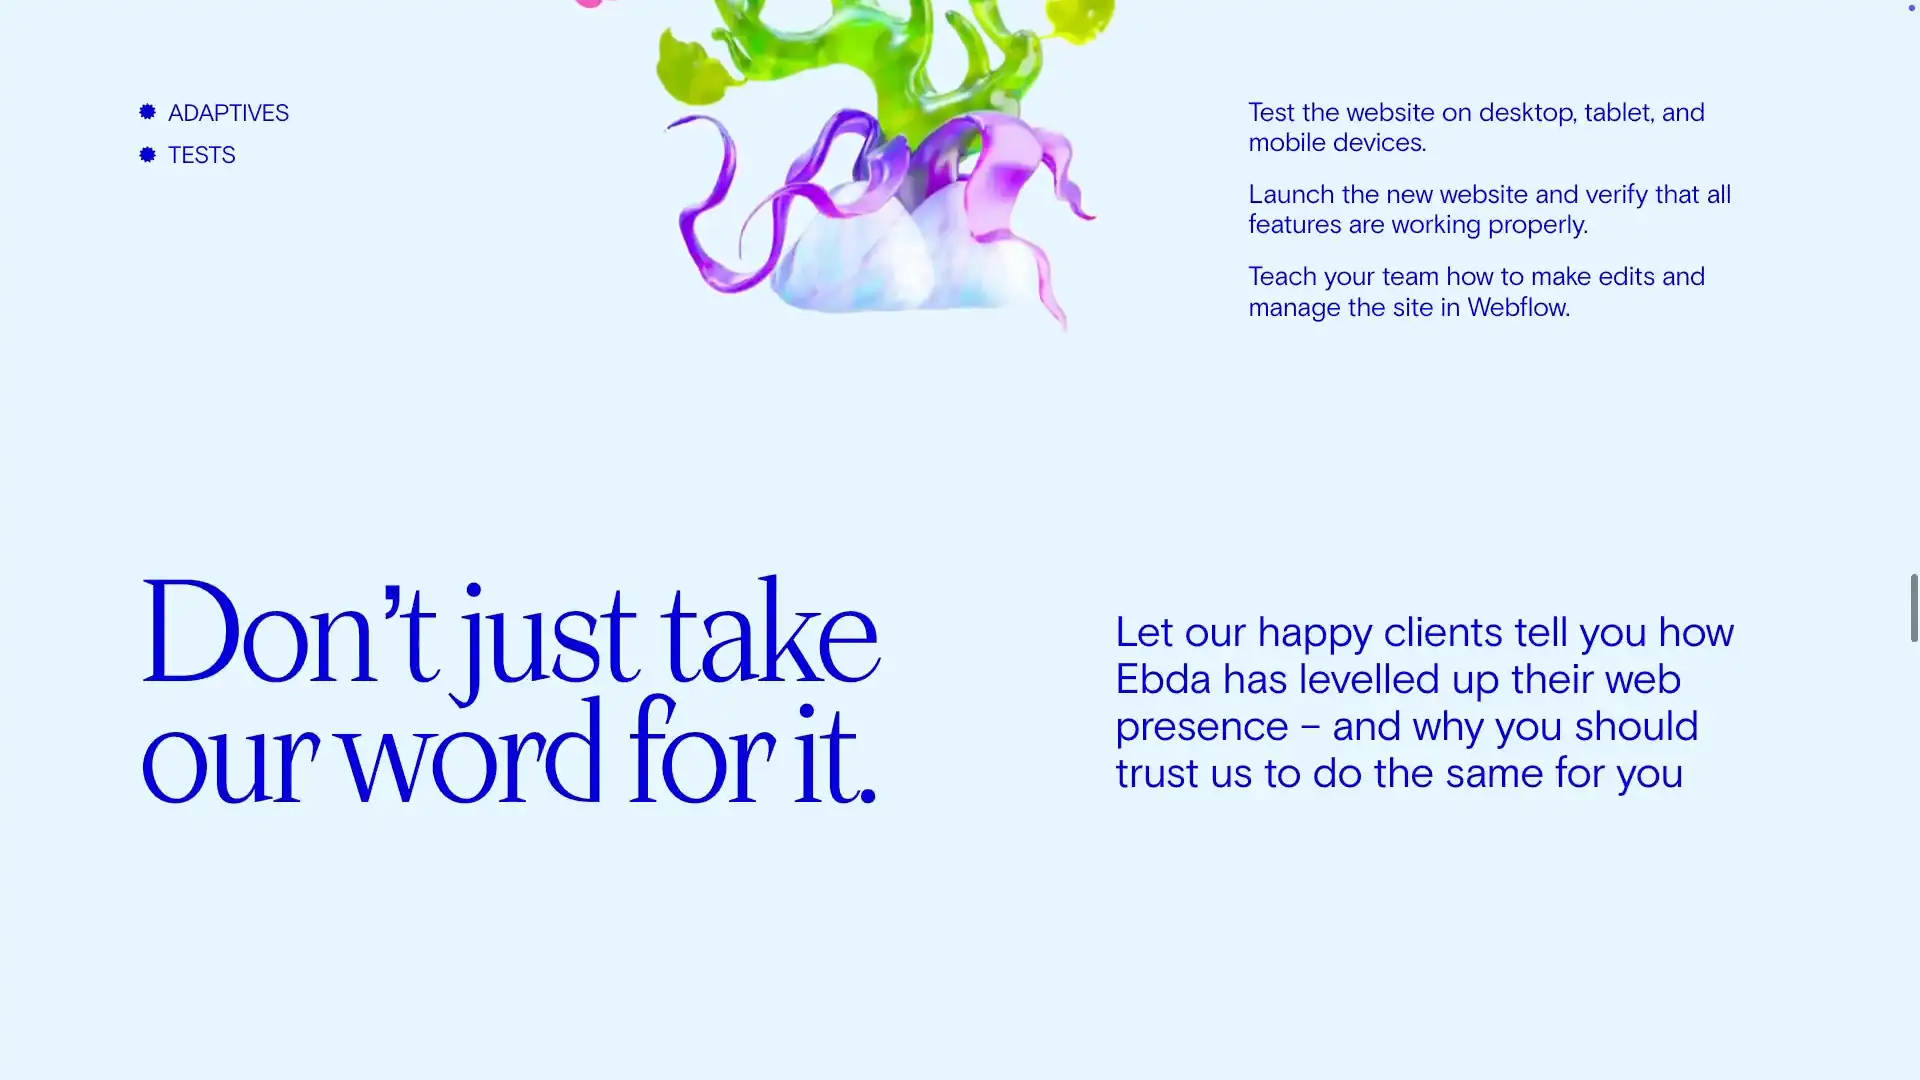 ADAPTIVES
TESTS
Test the website on desktop, tablet, and
mobile devices.
Launch the new website and verify that all
features are working properly.
Teach your team how to make edits and
manage the site in Webflow.
Don’t just take
our word for it.
Let our happy clients tell you how
Ebda has levelled up their web
presence – and why you should
trust us to do the same for you